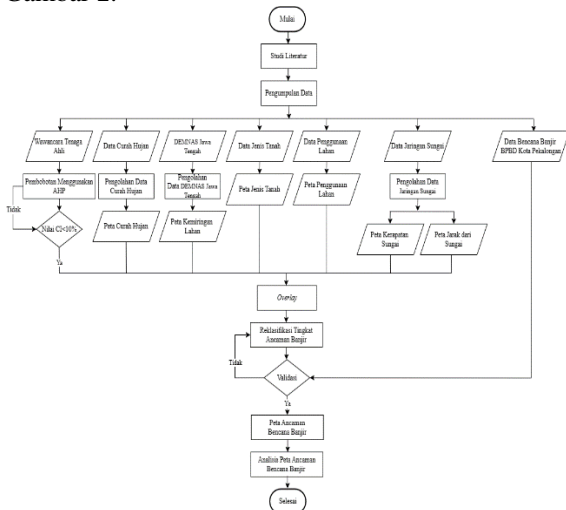 Gambar 2.
Mulai
Studi Literatur
Pengumpulan Data
Wawancara Tenaga
Ahli
Data Curah Hujan
DEMNAS Jawa
Tengah
Data Jenis Tanah
Data Penggunaan
Lahan
Data Jaringan Sungai
Data Bencana Banjir
BPBD Kota Pekalongan
Pembobotan Menggunakan
AHP
Pengolahan Data
Curah Hujan
Pengolahan
Data DEMNAS Jawa
Tengah
Peta Jenis Tanah
Peta Penggunaan
Lahan
Pengolahan Data
Jaringan Sungai
Tidak
Nilai CI<10%
Peta Curah Hujan
Peta Kemiringan
Lahan
Peta Kerapatan
Sungai
Peta Jarak dari
Sungai
Ya
Overlay
Reklasifikasi Tingkat
Ancaman Banjir
Tidak
Validasi
Ya
Peta Ancaman
Bencana Banjir
Analisis Peta Ancaman
Bencana Banjir
Selesai